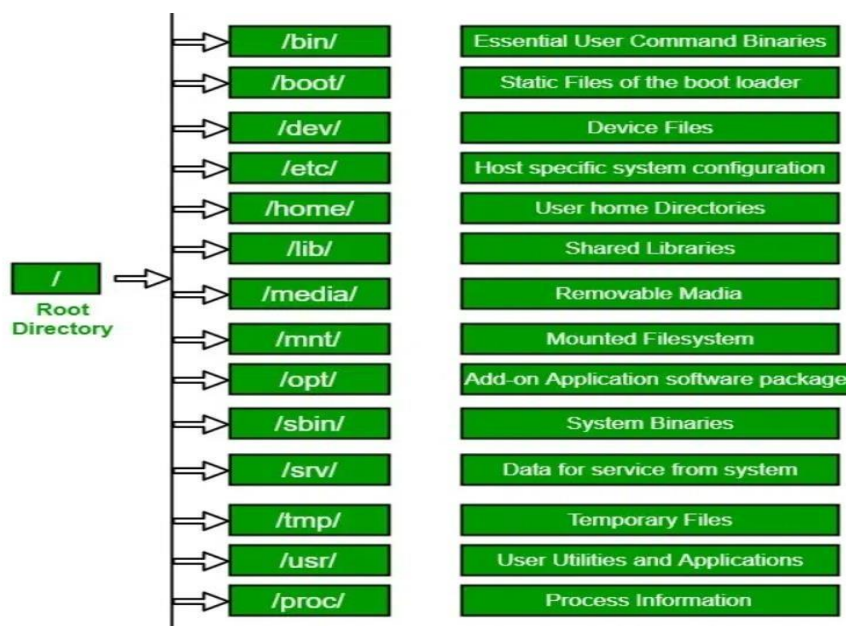 /bin/ Essential User Command Binaries
/boot/ Static Files of the boot loader
/dev/ Device Files
/etc/ Host specific system configuration
/home/ User home Directories
/lib/ Shared Libraries
/
Root
Directory
/media/ Removable Madia
/mnt/ Mounted Filesystem
/opt/ Add-on Application software package
/sbin/ System Binaries
/srv/ Data for service from system
/tmp/ Temporary Files
/usr/ User Utilities and Applications
/proc/ Process Information